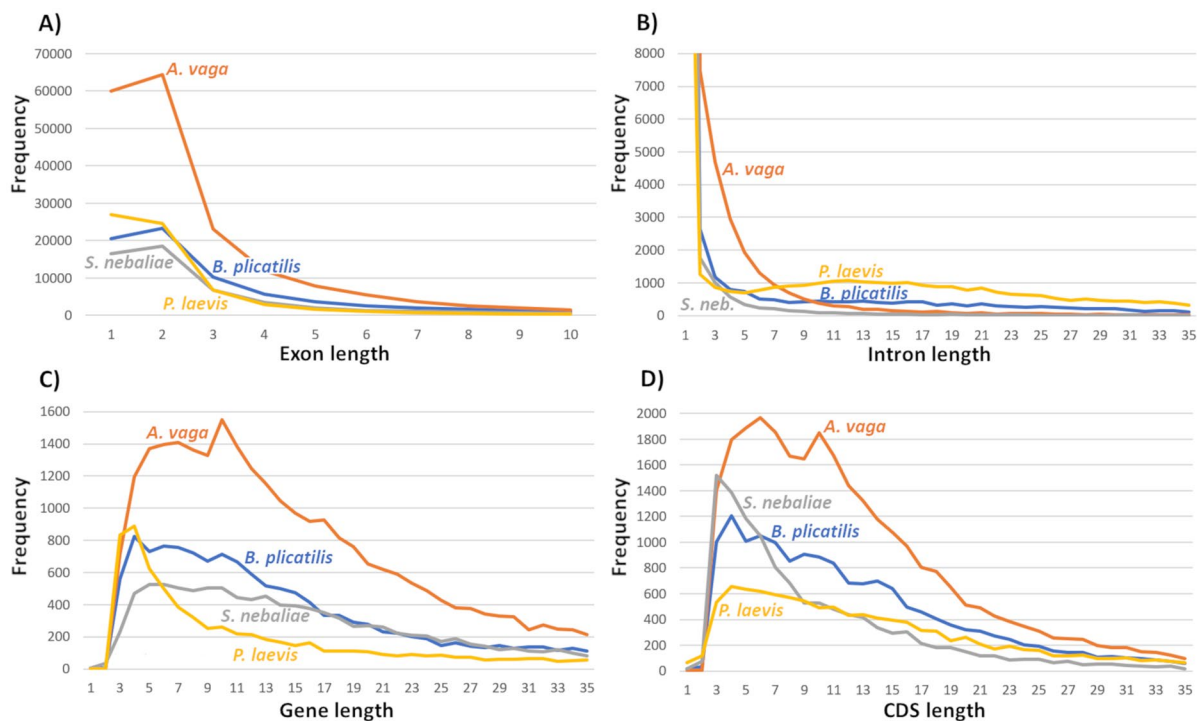 A)
70000
60000
50000
40000
30000
20000
10000
0
Frequency
A. vaga
B. plicatilis
S. nebaliae
P. laevis
1 2 3 4 5 6 7 8 9 10
Exon length
B)
8000
7000
6000
5000
4000
3000
2000
1000
0
Frequency
A. vaga
P. laevis
B. plicatilis
S. neb.
1 3 5 7 9 11 13 15 17 19 21 23 25 27 29 31 33 35
Intron length
C)
1600
1400
1200
1000
800
600
400
200
0
Frequency
A. vaga
B. plicatilis
S. nebaliae
P. laevis
1 3 5 7 9 11 13 15 17 19 21 23 25 27 29 31 33 35
Gene length
D)
2000
1800
1600
1400
1200
1000
800
600
400
200
0
Frequency
A. vaga
S. nebaliae
B. plicatilis
P. laevis
1 3 5 7 9 11 13 15 17 19 21 23 25 27 29 31 33 35
CDS length